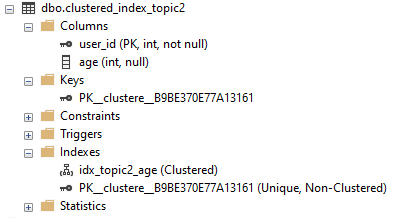 dbo.clustered_index_topic2
Columns
user_id (PK, int, not null)
age (int, null)
Keys
PK__clustere__B9BE370E77A13161
Constraints
Triggers
Indexes
idx_topic2_age (Clustered)
PK__clustere__B9BE370E77A13161 (Unique, Non-Clustered)
Statistics